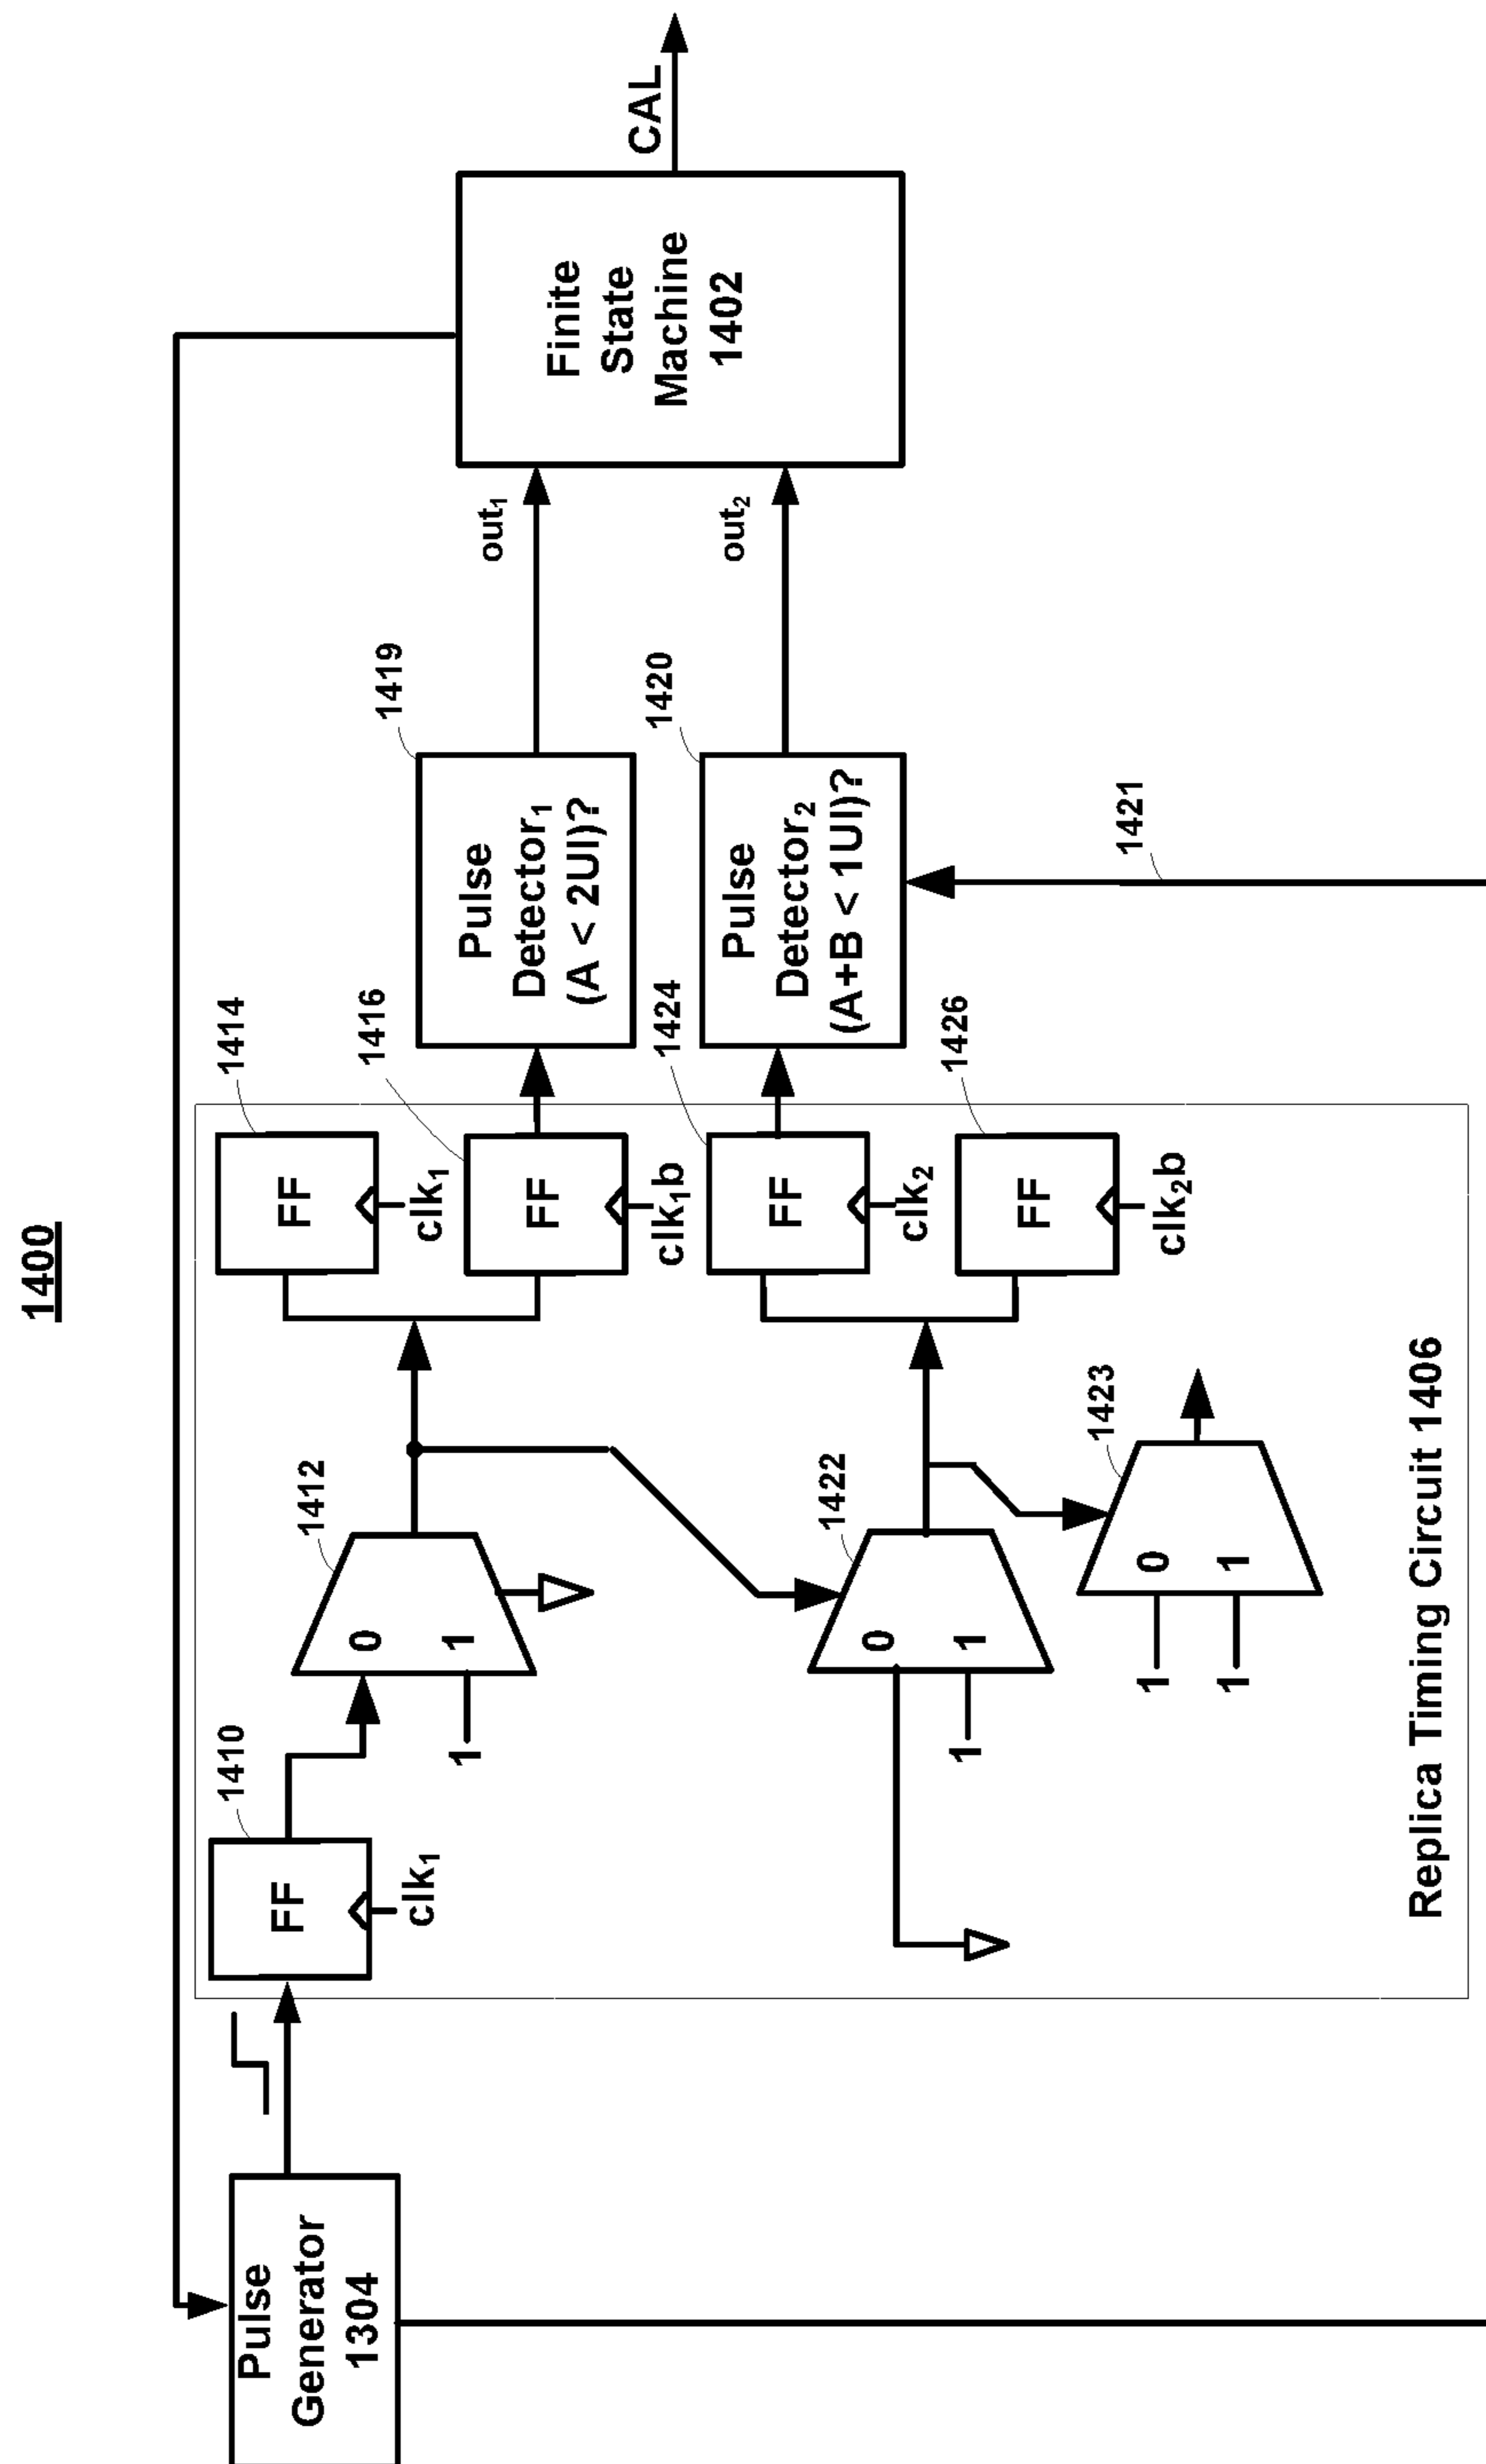 1400
Pulse
Generator
1304
1410
FF
clk1
1412
0
1
1
1414
FF
clk1
1416
FF
clk1b
1422
0
1
1
1423
0
1
1
1
1424
FF
clk2
1426
FF
clk2b
Replica Timing Circuit 1406
1419
Pulse
Detector1
(A < 2UI)?
1420
Pulse
Detector2
(A+B < 1UI)?
1421
out1
out2
Finite
State
Machine
1402
CAL